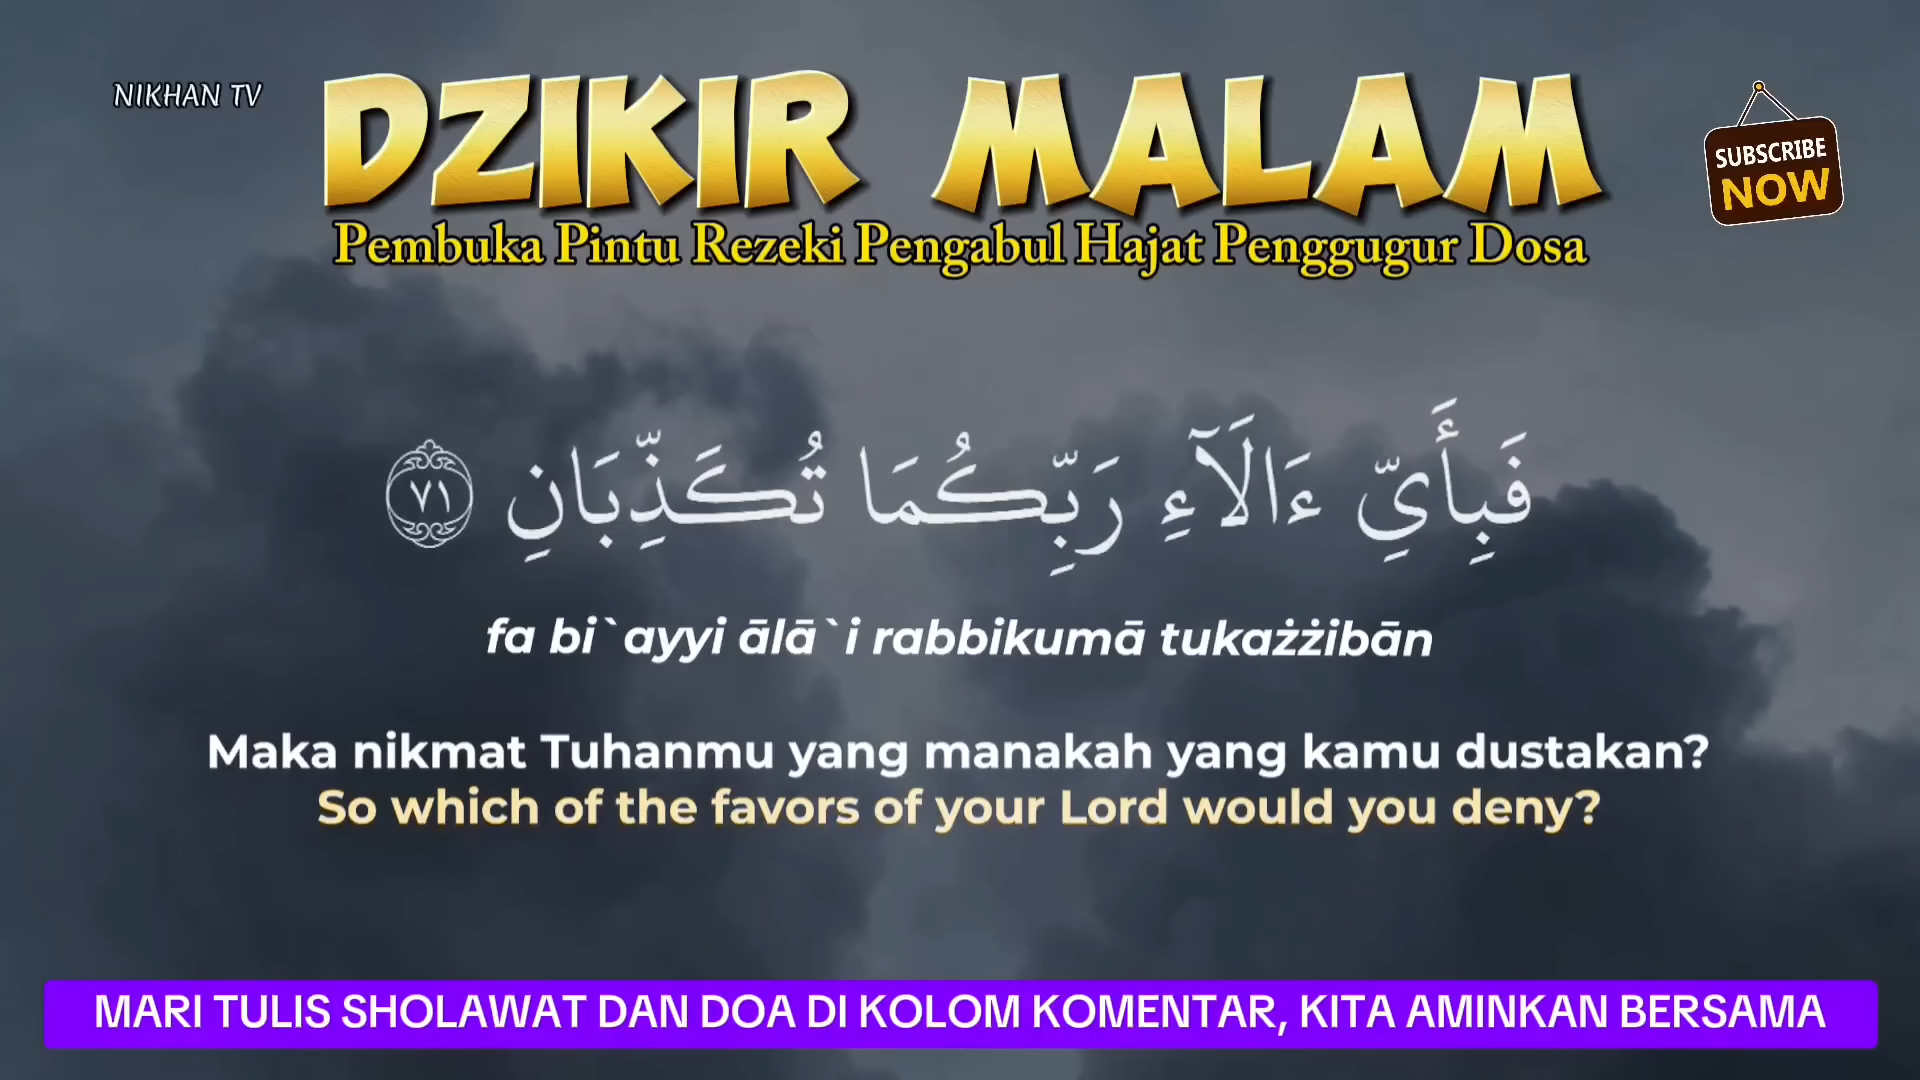 NIKHAN TV
DZIKIR MALAM
SUBSCRIBE
NOW
Pembuka Pintu Rezeki Pengabul Hajat Penggugur Dosa
فَبِأَيِّ ءَالَآءِ رَبِّكُمَا تُكَذِّبَانِ ٧١
fa bi`ayyi ālā`i rabbikumā tukażżibān
Maka nikmat Tuhanmu yang manakah yang kamu dustakan?
So which of the favors of your Lord would you deny?
MARI TULIS SHOLAWAT DAN DOA DI KOLOM KOMENTAR, KITA AMINKAN BERSAMA